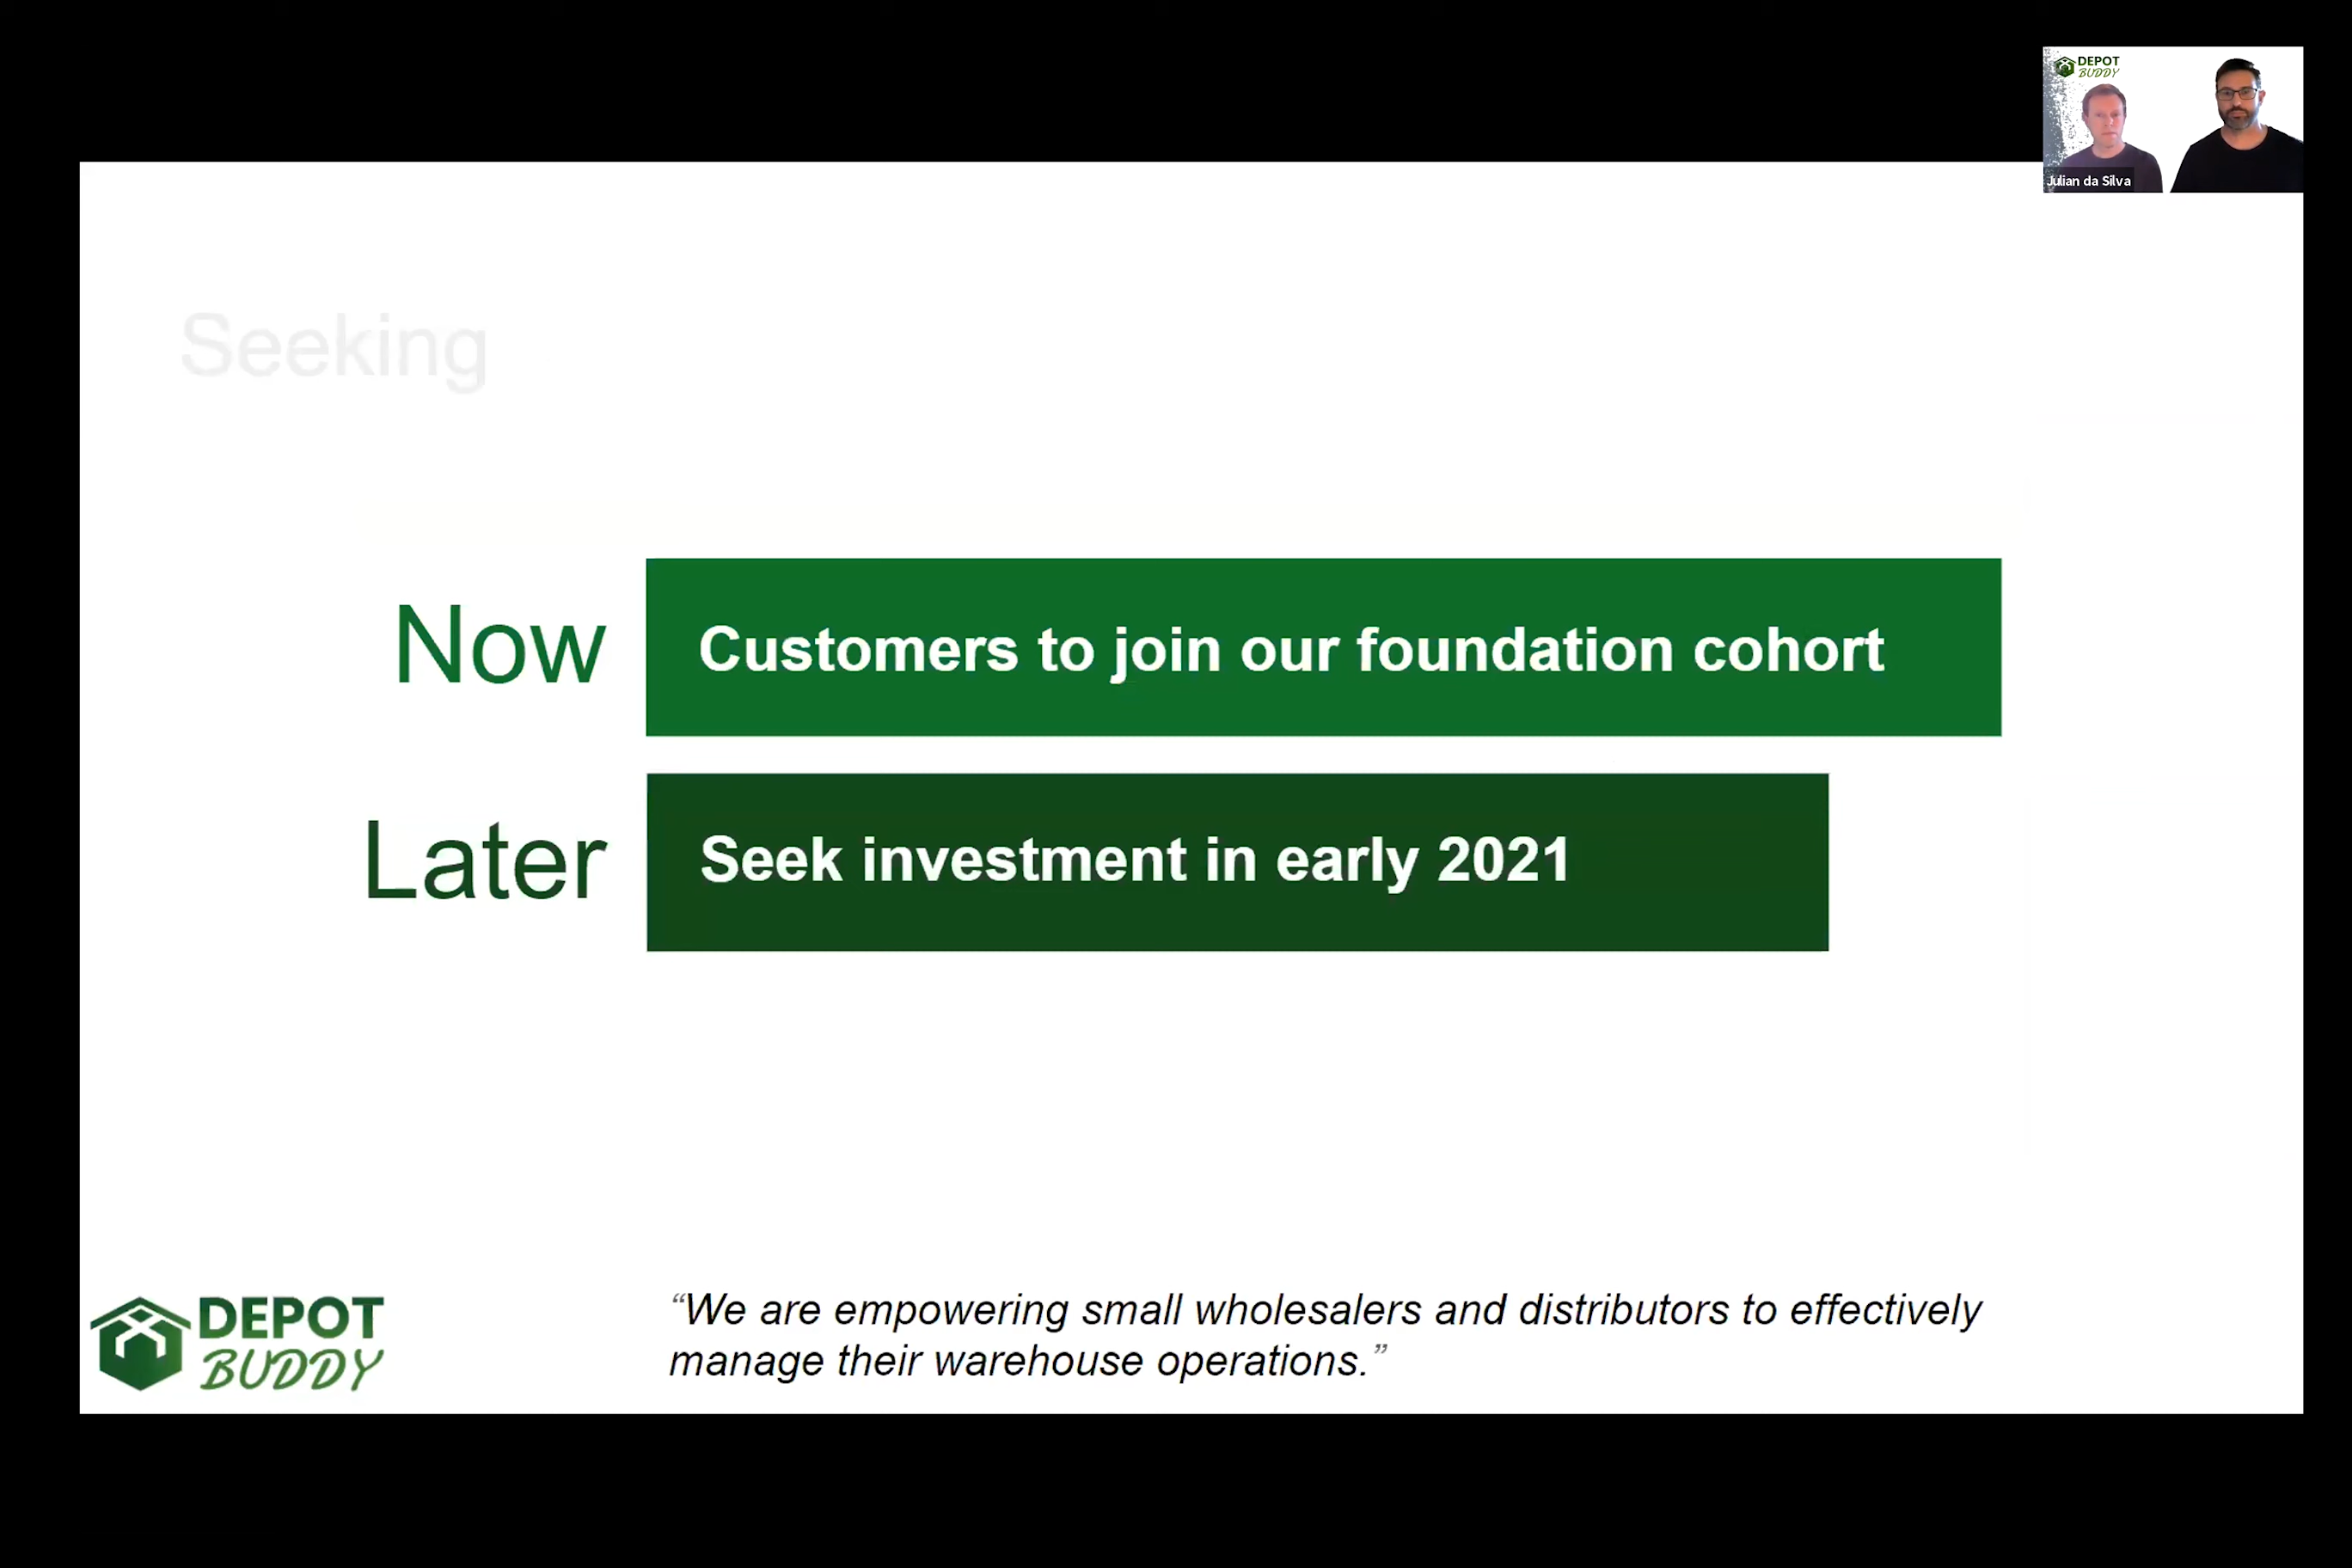 DEPOT
BUDDY
Julian da Silva
Seeking
Now
Customers to join our foundation cohort
Later
Seek investment in early 2021
DEPOT
BUDDY
“We are empowering small wholesalers and distributors to effectively
manage their warehouse operations.”